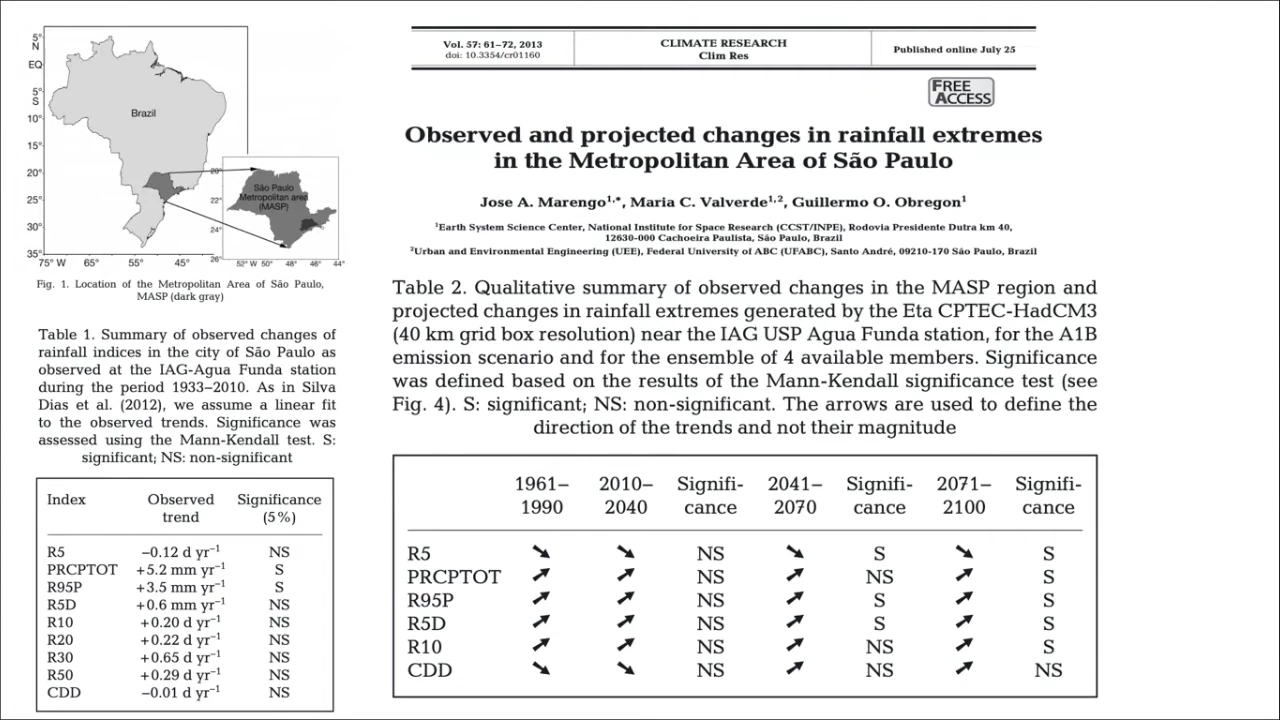 5°
N
EQ
5°
S
10°
15°
20°
25°
30°
35°
75° W 65° 55° 45°
Brazil
20°
22°
24°
26°
52° W 50° 48° 46° 44°
São Paulo
Metropolitan area
(MASP)
Fig. 1. Location of the Metropolitan Area of São Paulo,
MASP (dark gray)
Table 1. Summary of observed changes of
rainfall indices in the city of São Paulo as
observed at the IAG-Agua Funda station
during the period 1933–2010. As in Silva
Dias et al. (2012), we assume a linear fit
to the observed trends. Significance was
assessed using the Mann-Kendall test. S:
significant; NS: non-significant
Index Observed Significance
trend (5%)
R5 −0.12 d yr⁻¹ NS
PRCPTOT +5.2 mm yr⁻¹ S
R95P +3.5 mm yr⁻¹ S
R5D +0.6 mm yr⁻¹ NS
R10 +0.20 d yr⁻¹ NS
R20 +0.22 d yr⁻¹ NS
R30 +0.65 d yr⁻¹ NS
R50 +0.29 d yr⁻¹ NS
CDD −0.01 d yr⁻¹ NS
Vol. 57: 61–72, 2013
doi: 10.3354/cr01160
CLIMATE RESEARCH
Clim Res
Published online July 25
FREE
ACCESS
Observed and projected changes in rainfall extremes
in the Metropolitan Area of São Paulo
Jose A. Marengo¹,*, Maria C. Valverde¹,², Guillermo O. Obregon¹
¹Earth System Science Center, National Institute for Space Research (CCST/INPE), Rodovia Presidente Dutra km 40,
12630-000 Cachoeira Paulista, São Paulo, Brazil
²Urban and Environmental Engineering (UEE), Federal University of ABC (UFABC), Santo André, 09210-170 São Paulo, Brazil
Table 2. Qualitative summary of observed changes in the MASP region and
projected changes in rainfall extremes generated by the Eta CPTEC-HadCM3
(40 km grid box resolution) near the IAG USP Agua Funda station, for the A1B
emission scenario and for the ensemble of 4 available members. Significance
was defined based on the results of the Mann-Kendall significance test (see
Fig. 4). S: significant; NS: non-significant. The arrows are used to define the
direction of the trends and not their magnitude
1961– 2010– Signifi- 2041– Signifi- 2071– Signifi-
1990 2040 cance 2070 cance 2100 cance
R5 ➘ ➘ NS ➘ S ➘ S
PRCPTOT ➚ ➚ NS ➚ NS ➚ S
R95P ➚ ➚ NS ➚ S ➚ S
R5D ➚ ➚ NS ➚ S ➚ S
R10 ➚ ➚ NS ➚ NS ➚ S
CDD ➘ ➘ NS ➚ NS ➚ NS